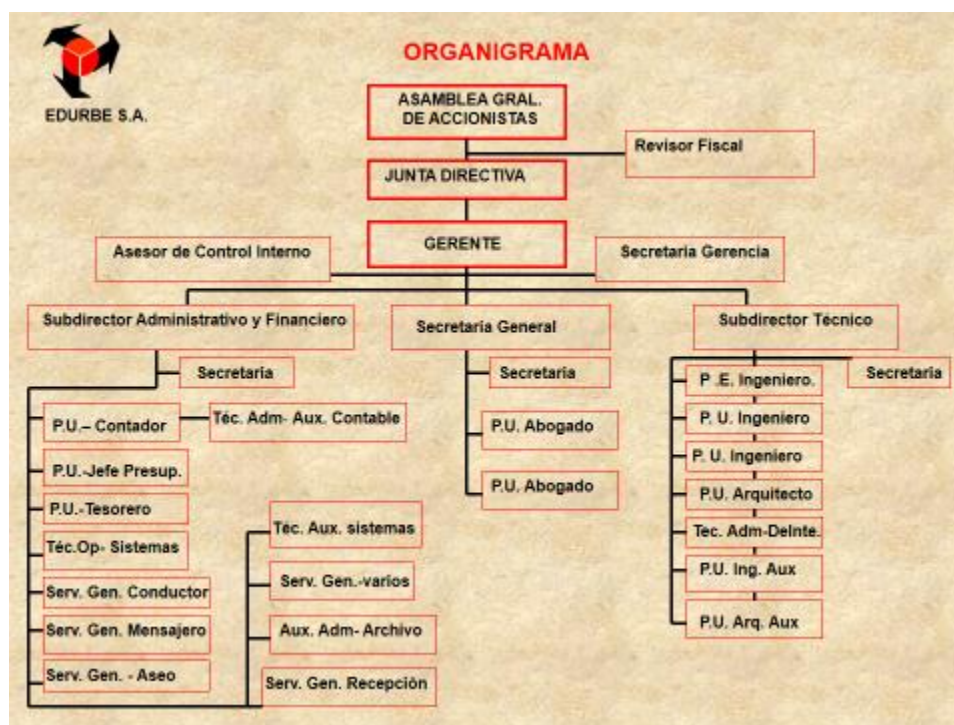 ORGANIGRAMA
EDURBE S.A.
ASAMBLEA GRAL.
DE ACCIONISTAS
Revisor Fiscal
JUNTA DIRECTIVA
GERENTE
Asesor de Control Interno
Secretaria Gerencia
Subdirector Administrativo y Financiero
Secretaria General
Subdirector Técnico
Secretaria
P.U.– Contador
Téc. Adm- Aux. Contable
P.U.-Jefe Presup.
P.U.-Tesorero
Téc.Op- Sistemas
Serv. Gen. Conductor
Serv. Gen. Mensajero
Serv. Gen. - Aseo
Téc. Aux. sistemas
Serv. Gen.-varios
Aux. Adm- Archivo
Serv. Gen. Recepción
Secretaria
P.U. Abogado
P.U. Abogado
Secretaria
P .E. Ingeniero.
P. U. Ingeniero
P. U. Ingeniero
P.U. Arquitecto
Tec. Adm-Delnte.
P.U. Ing. Aux
P.U. Arq. Aux